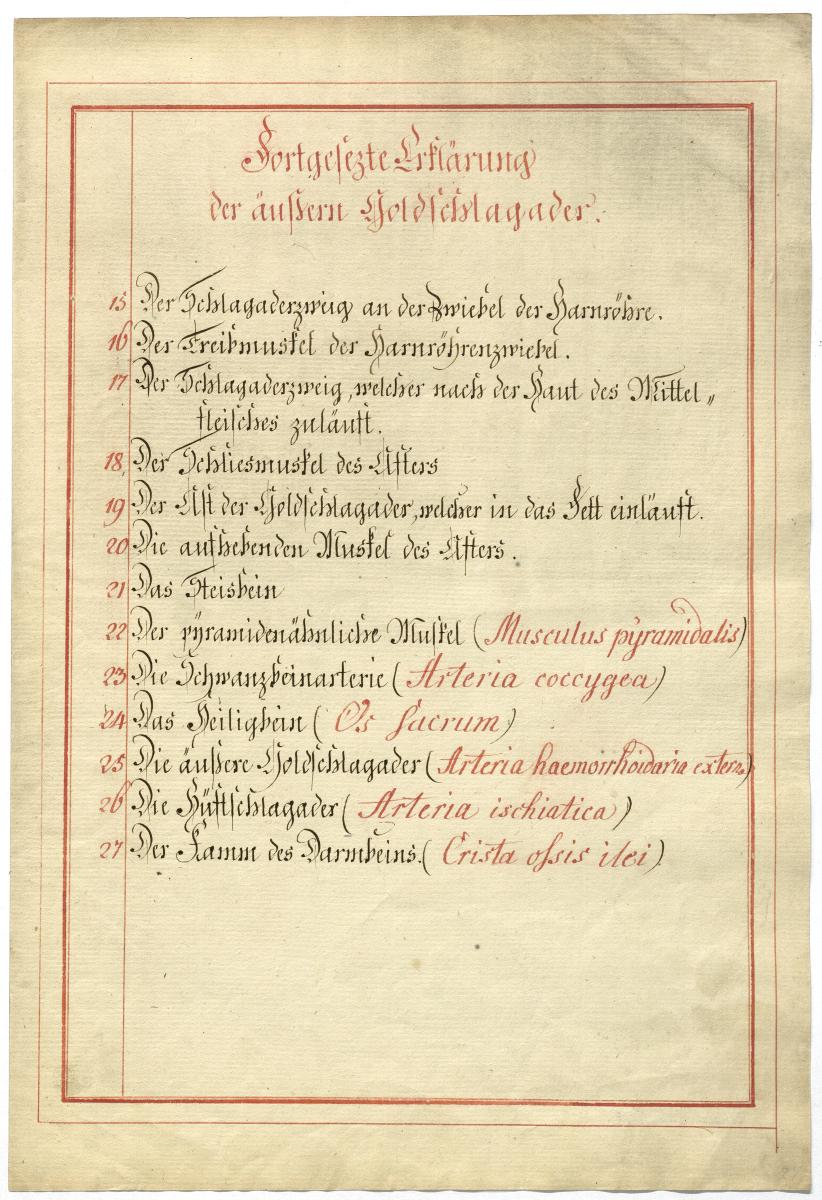 Fortgesezte Erklärung
der äußern Goldschlagader.
15 Der Schlagaderzweig an der Zwiebel der Harnröhre.
16 Der Treibmuskel der Harnröhrenzwiebel.
17 Der Schlagaderzweig, welcher nach der Haut des Mittel„
fleisches zuläuft.
18. Der Schliesmuskel des Afters
19 Der Ast der Goldschlagader, welcher in das Fett einläuft.
20 Die aufhebenden Muskel des Afters.
21 Das Steisbein
22 Der pÿramidenähnliche Muskel (Musculus pÿramidalis)
23 Die Schwanzbeinarterie (Arteria coccygea)
24 Das Heiligbein (Os sacrum)
25 Die äußere Goldschlagader (Arteria haemorrhoidaria externa)
26 Die Hüftschlagader (Arteria ischiatica)
27 Der Kamm des Darmbeins. (Crista ossis ilei)